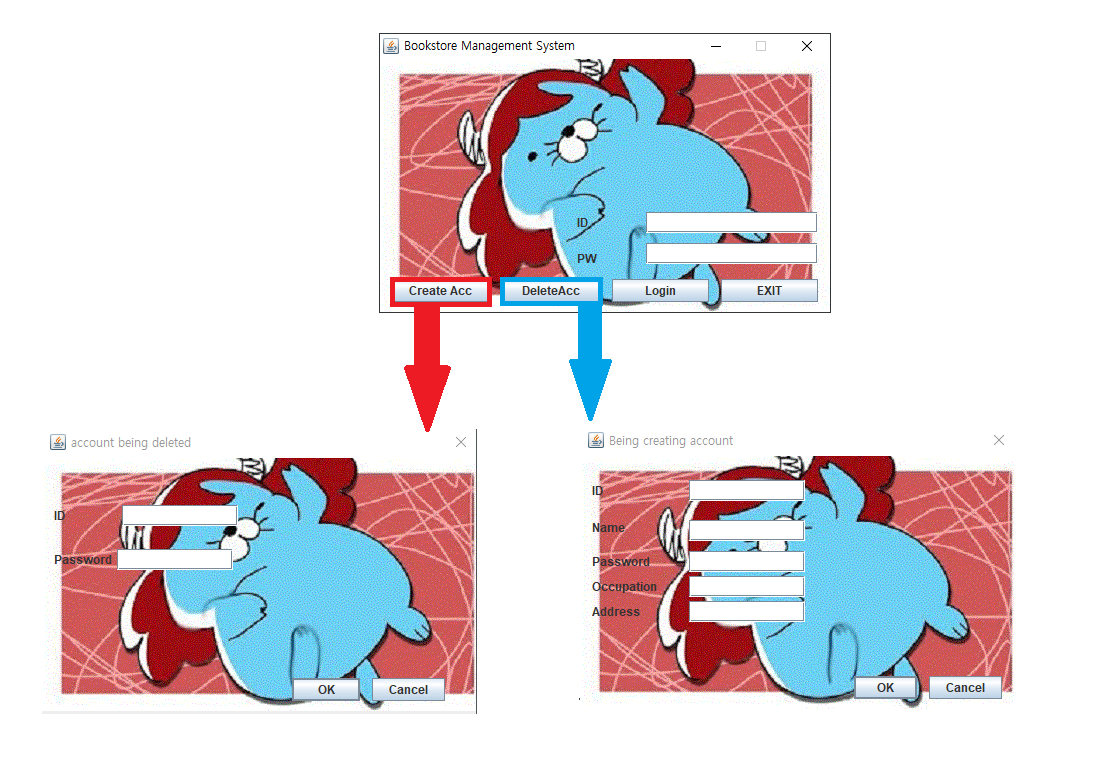 Bookstore Management System
ID
PW
Create Acc
DeleteAcc
Login
EXIT
account being deleted
ID
Password
OK
Cancel
Being creating account
ID
Name
Password
Occupation
Address
OK
Cancel